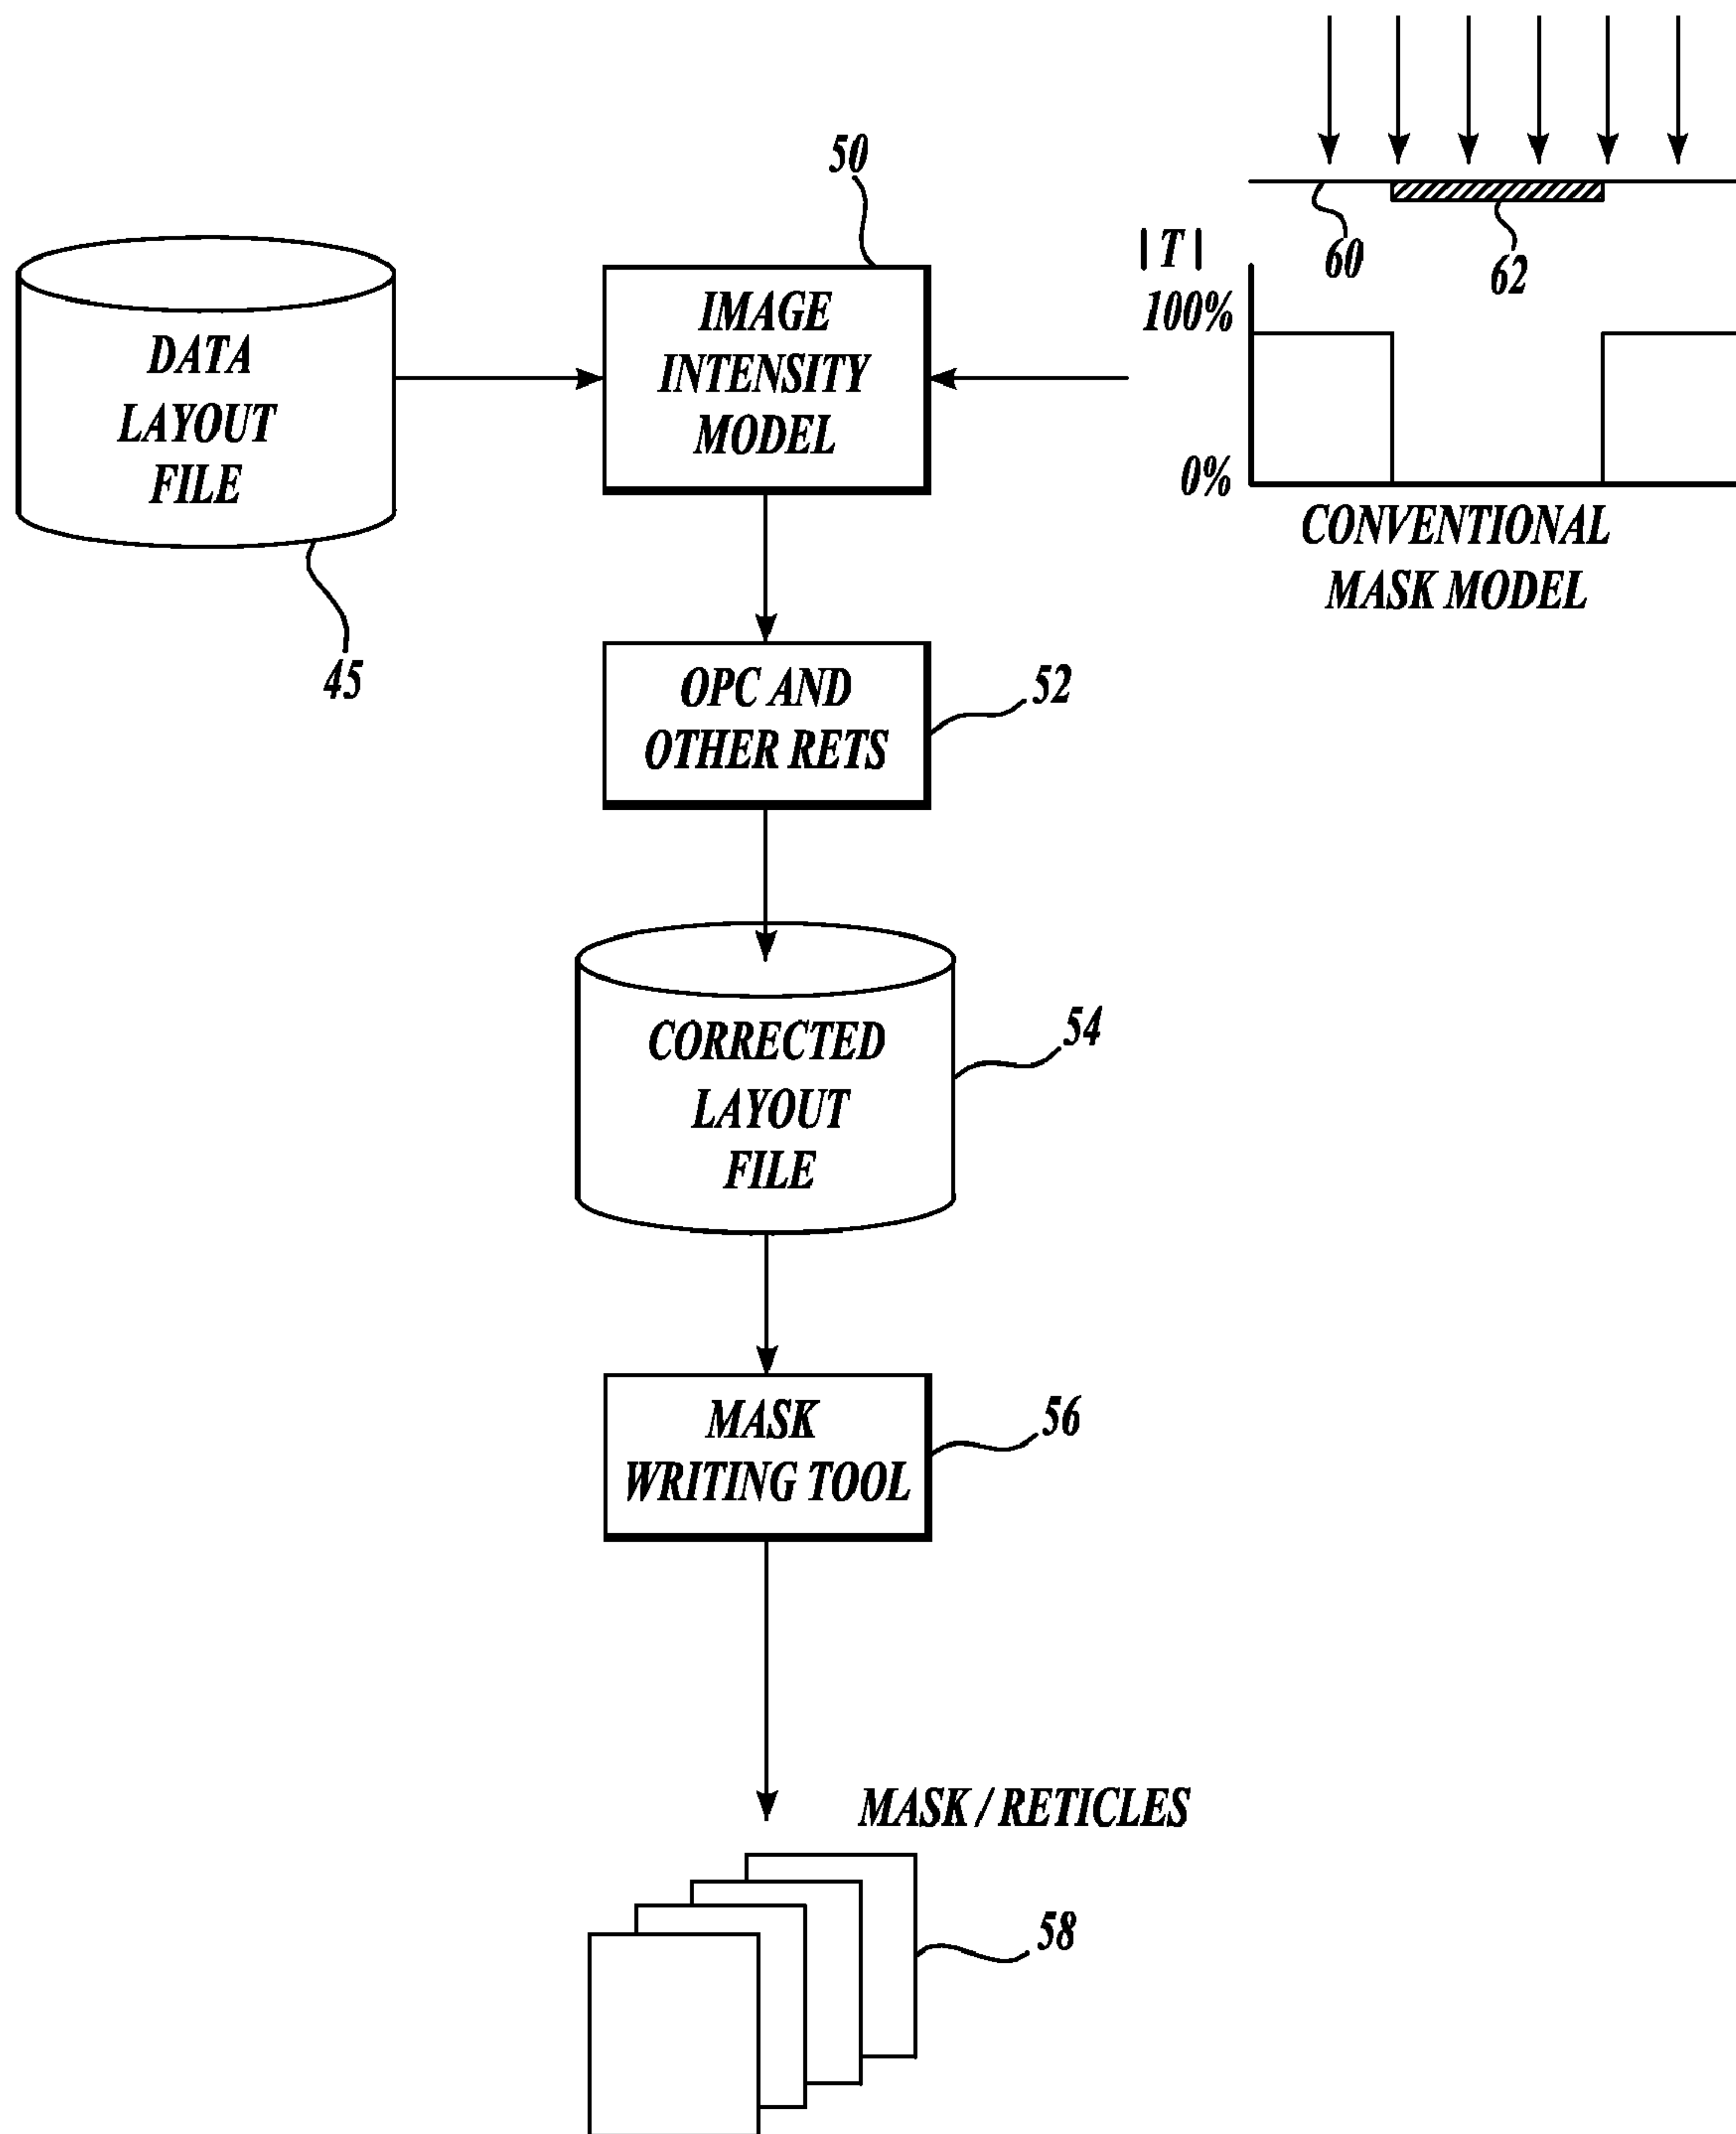 50
DATA
LAYOUT
FILE
45
IMAGE
INTENSITY
MODEL
|T|
100%
0%
60
62
CONVENTIONAL
MASK MODEL
OPC AND
OTHER RETS
52
CORRECTED
LAYOUT
FILE
54
MASK
WRITING TOOL
56
MASK / RETICLES
58